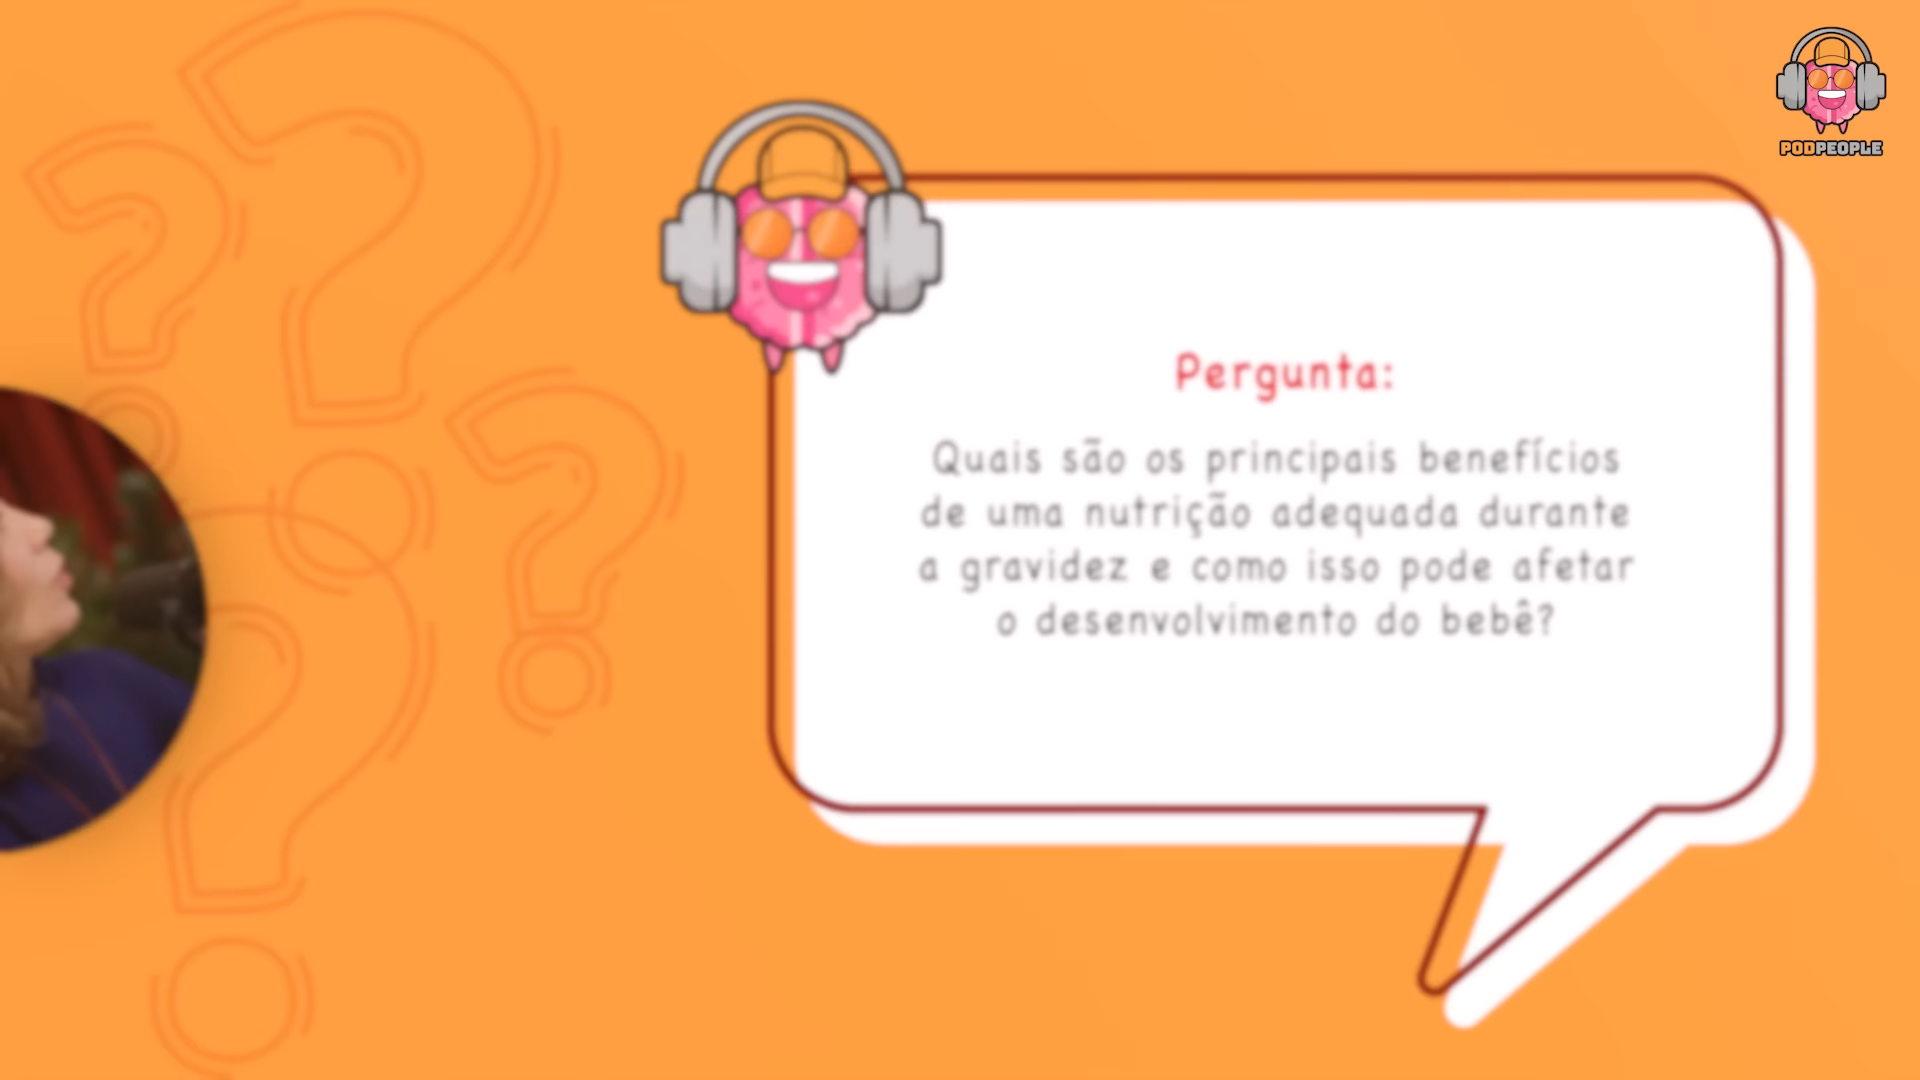 PODPEOPLE
Pergunta:
Quais são os principais benefícios
de uma nutrição adequada durante
a gravidez e como isso pode afetar
o desenvolvimento do bebê?